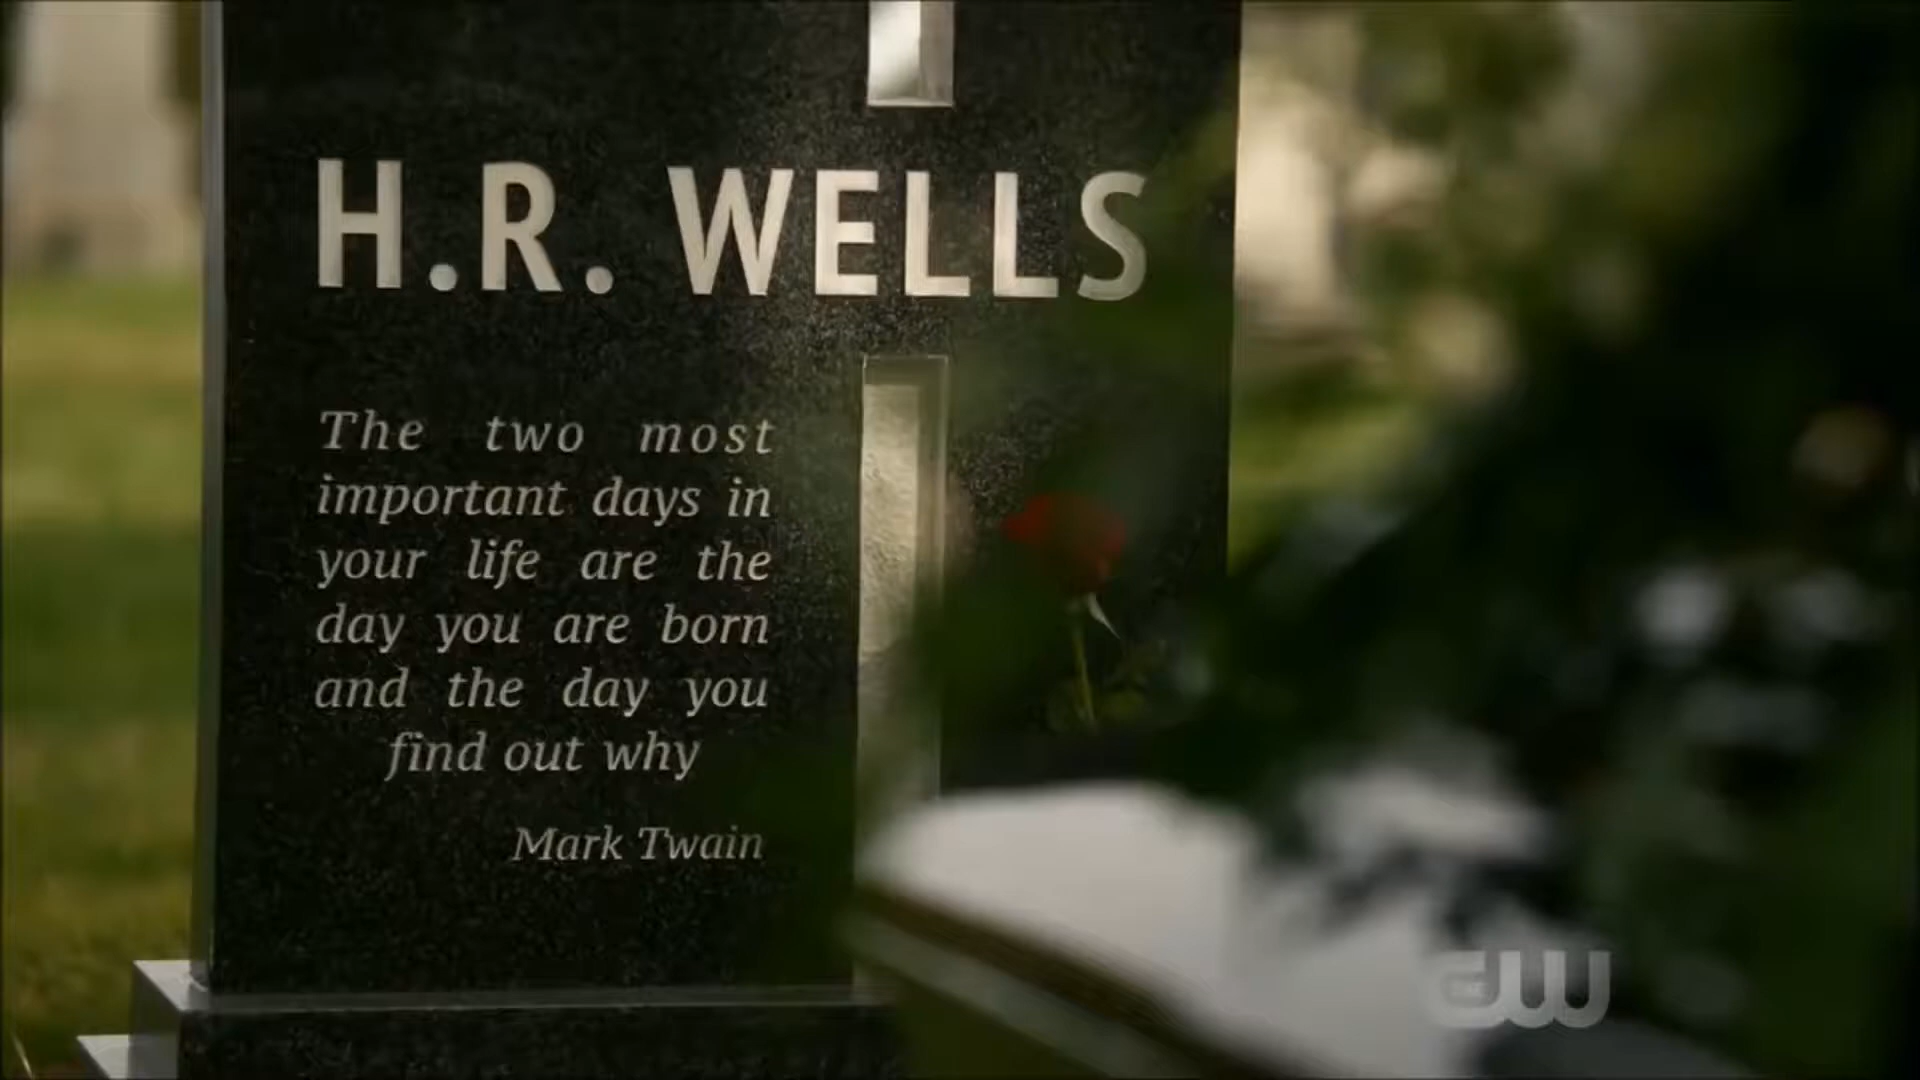 H.R. WELLS
The two most
important days in
your life are the
day you are born
and the day you
find out why
Mark Twain
THE CW